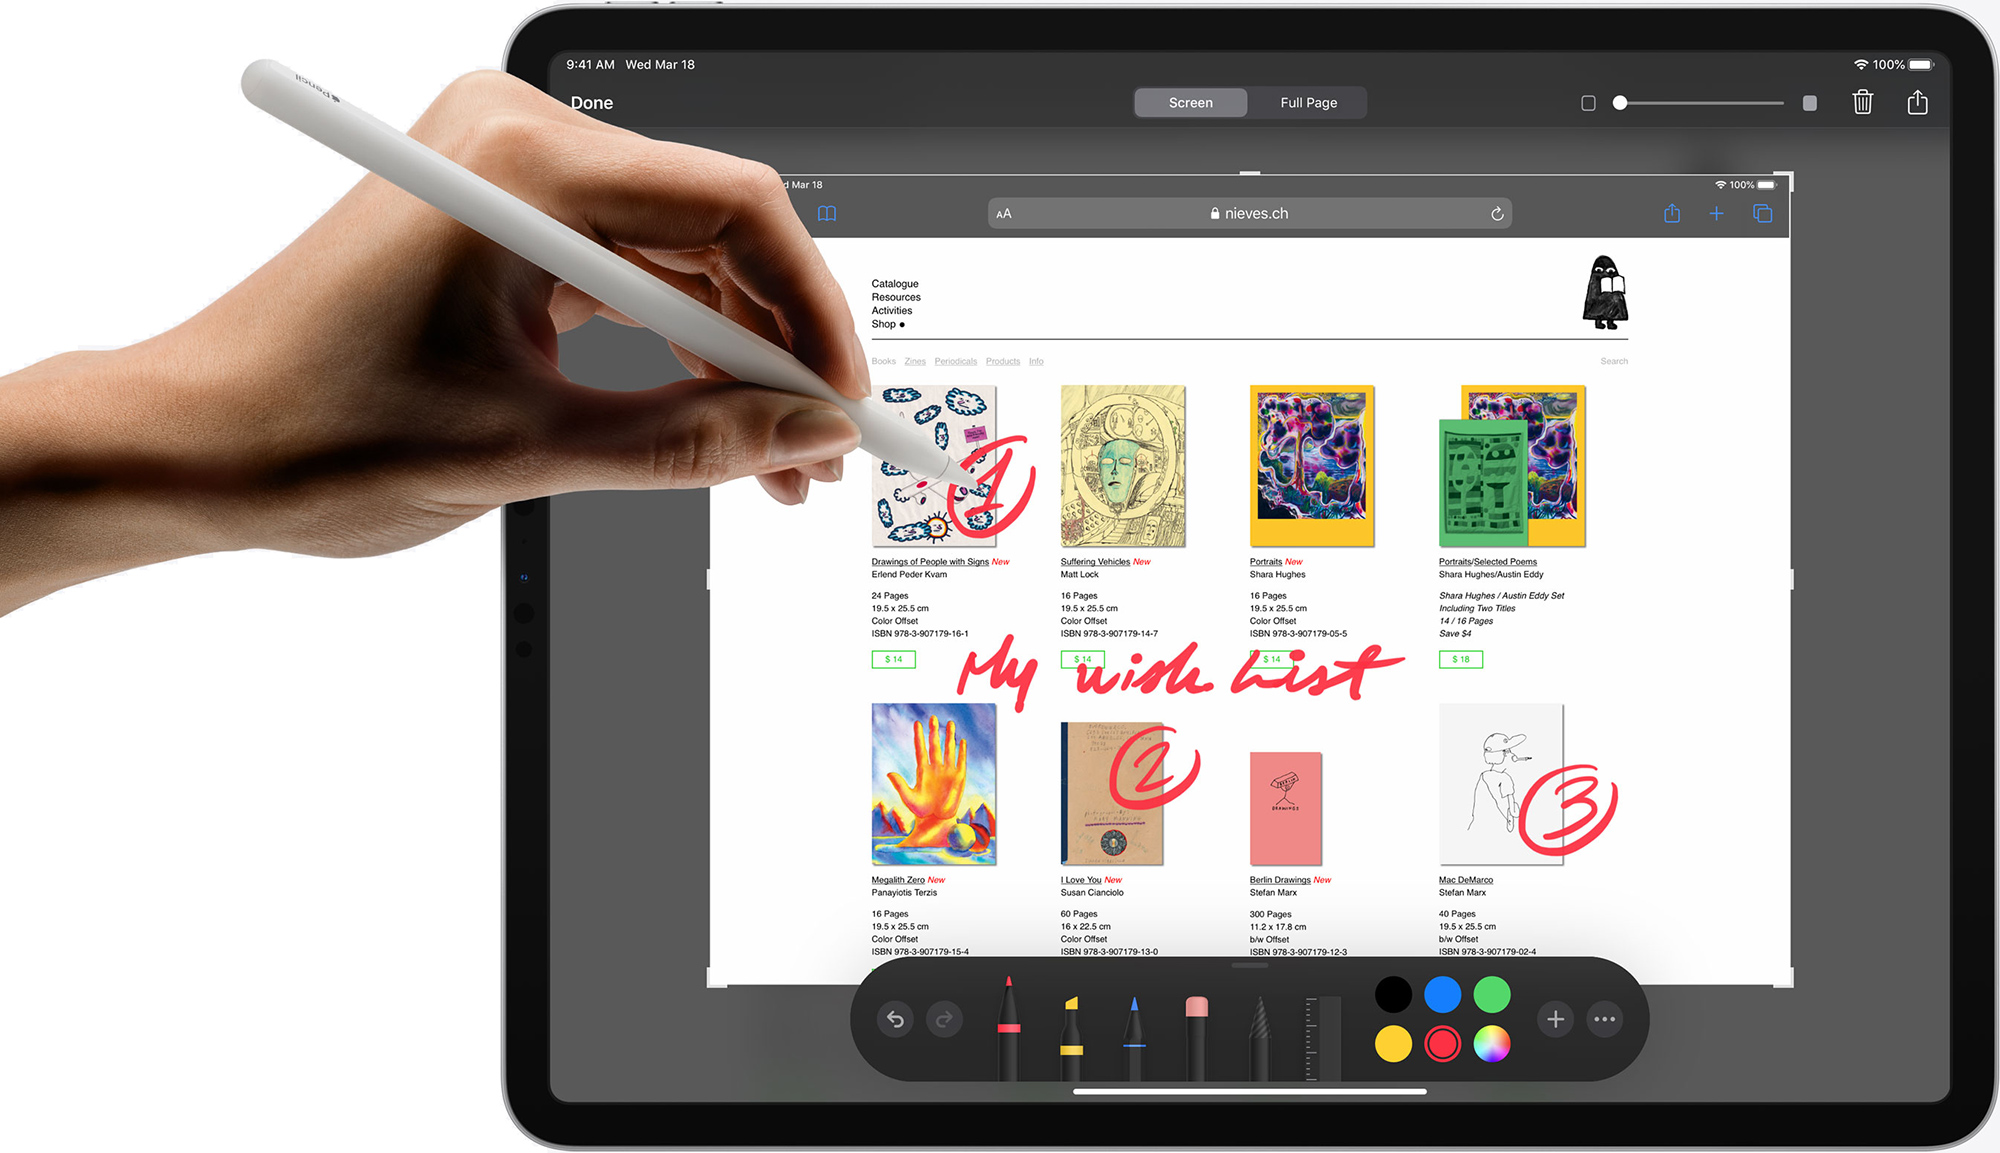 Pencil
9:41 AM Wed Mar 18
100%
Done
Screen
Full Page
d Mar 18
100%
AA
nieves.ch
Catalogue
Resources
Activities
Shop ●
Books Zines Periodicals Products Info
Search
1
Drawings of People with Signs New
Erlend Peder Kvam
24 Pages
19.5 x 25.5 cm
Color Offset
ISBN 978-3-907179-16-1
$ 14
Suffering Vehicles New
Matt Lock
16 Pages
19.5 x 25.5 cm
Color Offset
ISBN 978-3-907179-14-7
$ 14
Portraits New
Shara Hughes
16 Pages
19.5 x 25.5 cm
Color Offset
ISBN 978-3-907179-05-5
$ 14
Portraits/Selected Poems
Shara Hughes/Austin Eddy
Shara Hughes / Austin Eddy Set
Including Two Titles
14 / 16 Pages
Save $4
$ 18
My wish List
Megalith Zero New
Panayiotis Terzis
16 Pages
19.5 x 25.5 cm
Color Offset
ISBN 978-3-907179-15-4
2
I Love You New
Susan Cianciolo
60 Pages
16 x 22.5 cm
Color Offset
ISBN 978-3-907179-13-0
BERLIN
DRAWINGS
Berlin Drawings New
Stefan Marx
300 Pages
11.2 x 17.8 cm
b/w Offset
ISBN 978-3-907179-12-3
3
Mac DeMarco
Stefan Marx
40 Pages
19.5 x 25.5 cm
b/w Offset
ISBN 978-3-907179-02-4